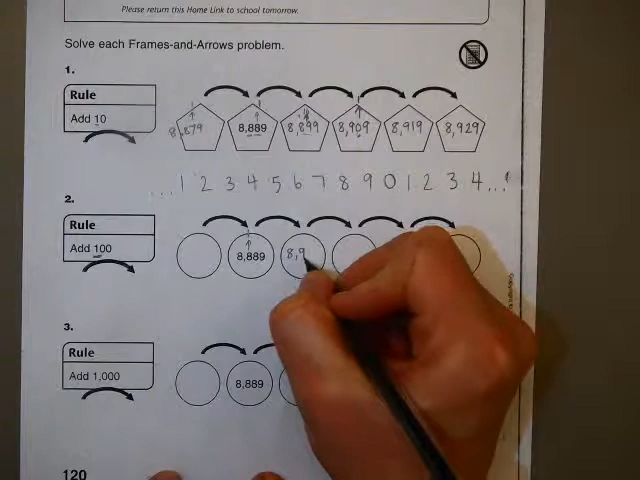 Please return this Home Link to school tomorrow.
Solve each Frames-and-Arrows problem.
1.
Rule
Add 10
8,879 8,889 8,899 8,909 8,919 8,929
...1 2 3 4 5 6 7 8 9 0 1 2 3 4...
2.
Rule
Add 100
8,889 8,9
3.
Rule
Add 1,000
8,889
120